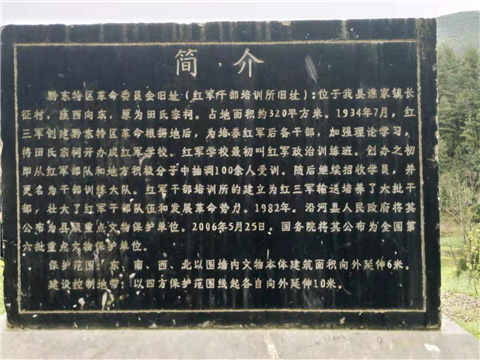 简介
黔东特区革命委员会旧址（红军干部培训所旧址）：位于我县谯家镇长
征村，座西向东，原为田氏宗祠。占地面积约320平方米。1934年7月，红
三军创建黔东特区革命根据地后，为培养红军后备干部，加强理论学习，
将田氏宗祠开办成红军学校。红军学校最初叫红军政治训练班。创办之初
即从红军部队和地方积极分子中抽调100余人受训。随后继续招收学员，并
更名为干部训练大队。红军干部培训所的建立为红三军输送培养了大批干
部，壮大了红军干部队伍和发展革命势力。1982年，沿河县人民政府将其
公布为县级重点文物保护单位。2006年5月25日，国务院将其公布为全国第
六批重点文物保护单位。
保护范围：东、南、西、北以围墙内文物本体建筑面积向外延伸6米。
建设控制地带：以四方保护范围线起各自向外延伸10米。